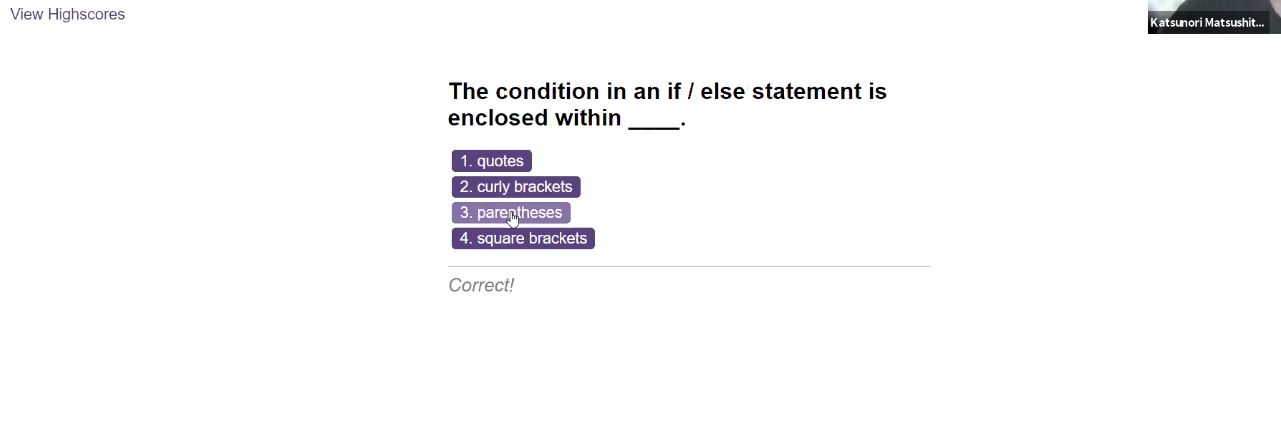 View Highscores
Katsunori Matsushit...
The condition in an if / else statement is
enclosed within ____.
1. quotes
2. curly brackets
3. parentheses
4. square brackets
Correct!